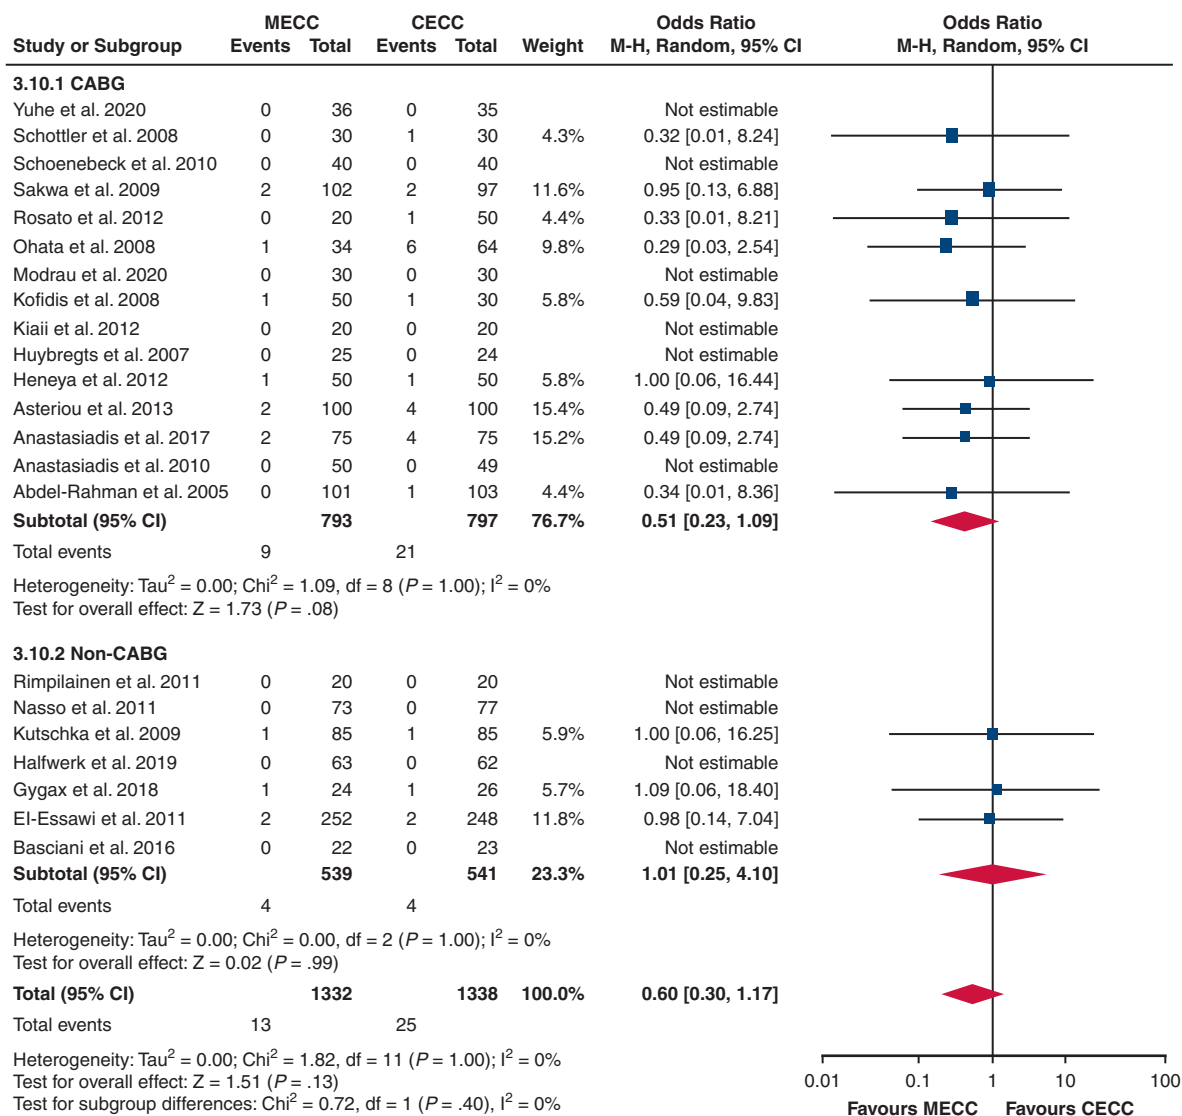 MECC CECC Odds Ratio Odds Ratio
Study or Subgroup Events Total Events Total Weight M-H, Random, 95% CI M-H, Random, 95% CI
3.10.1 CABG
Yuhe et al. 2020 0 36 0 35 Not estimable
Schottler et al. 2008 0 30 1 30 4.3% 0.32 [0.01, 8.24]
Schoenebeck et al. 2010 0 40 0 40 Not estimable
Sakwa et al. 2009 2 102 2 97 11.6% 0.95 [0.13, 6.88]
Rosato et al. 2012 0 20 1 50 4.4% 0.33 [0.01, 8.21]
Ohata et al. 2008 1 34 6 64 9.8% 0.29 [0.03, 2.54]
Modrau et al. 2020 0 30 0 30 Not estimable
Kofidis et al. 2008 1 50 1 30 5.8% 0.59 [0.04, 9.83]
Kiaii et al. 2012 0 20 0 20 Not estimable
Huybregts et al. 2007 0 25 0 24 Not estimable
Heneya et al. 2012 1 50 1 50 5.8% 1.00 [0.06, 16.44]
Asteriou et al. 2013 2 100 4 100 15.4% 0.49 [0.09, 2.74]
Anastasiadis et al. 2017 2 75 4 75 15.2% 0.49 [0.09, 2.74]
Anastasiadis et al. 2010 0 50 0 49 Not estimable
Abdel-Rahman et al. 2005 0 101 1 103 4.4% 0.34 [0.01, 8.36]
Subtotal (95% CI) 793 797 76.7% 0.51 [0.23, 1.09]
Total events 9 21
Heterogeneity: Tau² = 0.00; Chi² = 1.09, df = 8 (P = 1.00); I² = 0%
Test for overall effect: Z = 1.73 (P = .08)
3.10.2 Non-CABG
Rimpilainen et al. 2011 0 20 0 20 Not estimable
Nasso et al. 2011 0 73 0 77 Not estimable
Kutschka et al. 2009 1 85 1 85 5.9% 1.00 [0.06, 16.25]
Halfwerk et al. 2019 0 63 0 62 Not estimable
Gygax et al. 2018 1 24 1 26 5.7% 1.09 [0.06, 18.40]
EI-Essawi et al. 2011 2 252 2 248 11.8% 0.98 [0.14, 7.04]
Basciani et al. 2016 0 22 0 23 Not estimable
Subtotal (95% CI) 539 541 23.3% 1.01 [0.25, 4.10]
Total events 4 4
Heterogeneity: Tau² = 0.00; Chi² = 0.00, df = 2 (P = 1.00); I² = 0%
Test for overall effect: Z = 0.02 (P = .99)
Total (95% CI) 1332 1338 100.0% 0.60 [0.30, 1.17]
Total events 13 25
Heterogeneity: Tau² = 0.00; Chi² = 1.82, df = 11 (P = 1.00); I² = 0%
Test for overall effect: Z = 1.51 (P = .13)
Test for subgroup differences: Chi² = 0.72, df = 1 (P = .40), I² = 0%
0.01 0.1 1 10 100
Favours MECC Favours CECC